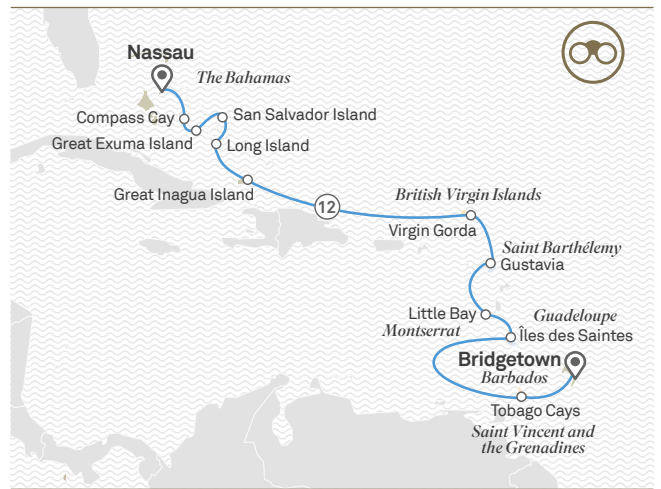 Nassau
The Bahamas
Compass Cay
San Salvador Island
Great Exuma Island
Long Island
Great Inagua Island
12
British Virgin Islands
Virgin Gorda
Saint Barthélemy
Gustavia
Little Bay
Montserrat
Guadeloupe
Îles des Saintes
Bridgetown
Barbados
Tobago Cays
Saint Vincent and
the Grenadines